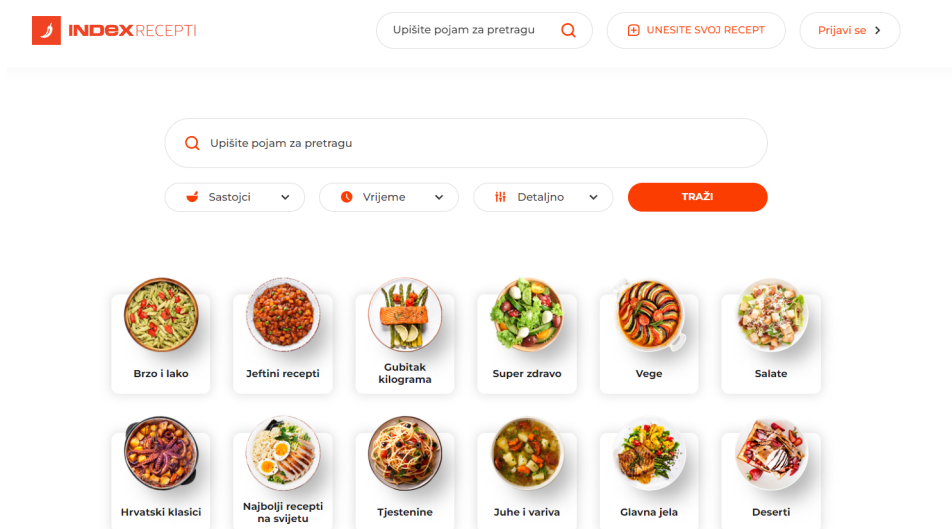 INDEX RECEPTI
Upišite pojam za pretragu
UNESITE SVOJ RECEPT
Prijavi se
Upišite pojam za pretragu
Sastojci
Vrijeme
Detaljno
TRAŽI
Brzo i lako
Jeftini recepti
Gubitak
kilograma
Super zdravo
Vege
Salate
Hrvatski klasici
Najbolji recepti
na svijetu
Tjestenine
Juhe i variva
Glavna jela
Deserti